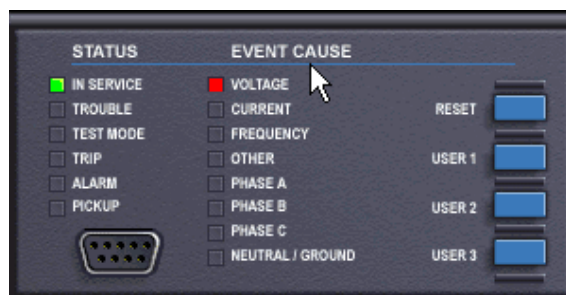 STATUS EVENT CAUSE
IN SERVICE VOLTAGE
TROUBLE CURRENT RESET
TEST MODE FREQUENCY
TRIP OTHER USER 1
ALARM PHASE A
PICKUP PHASE B USER 2
PHASE C
NEUTRAL / GROUND USER 3